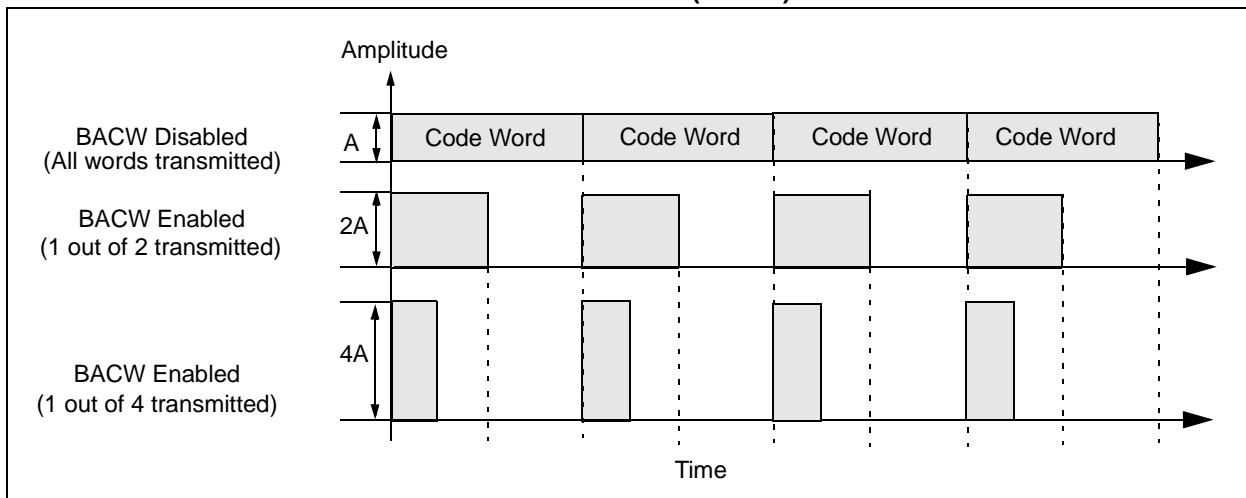 Amplitude
BACW Disabled
(All words transmitted)
A
Code Word
Code Word
Code Word
Code Word
BACW Enabled
(1 out of 2 transmitted)
2A
BACW Enabled
(1 out of 4 transmitted)
4A
Time